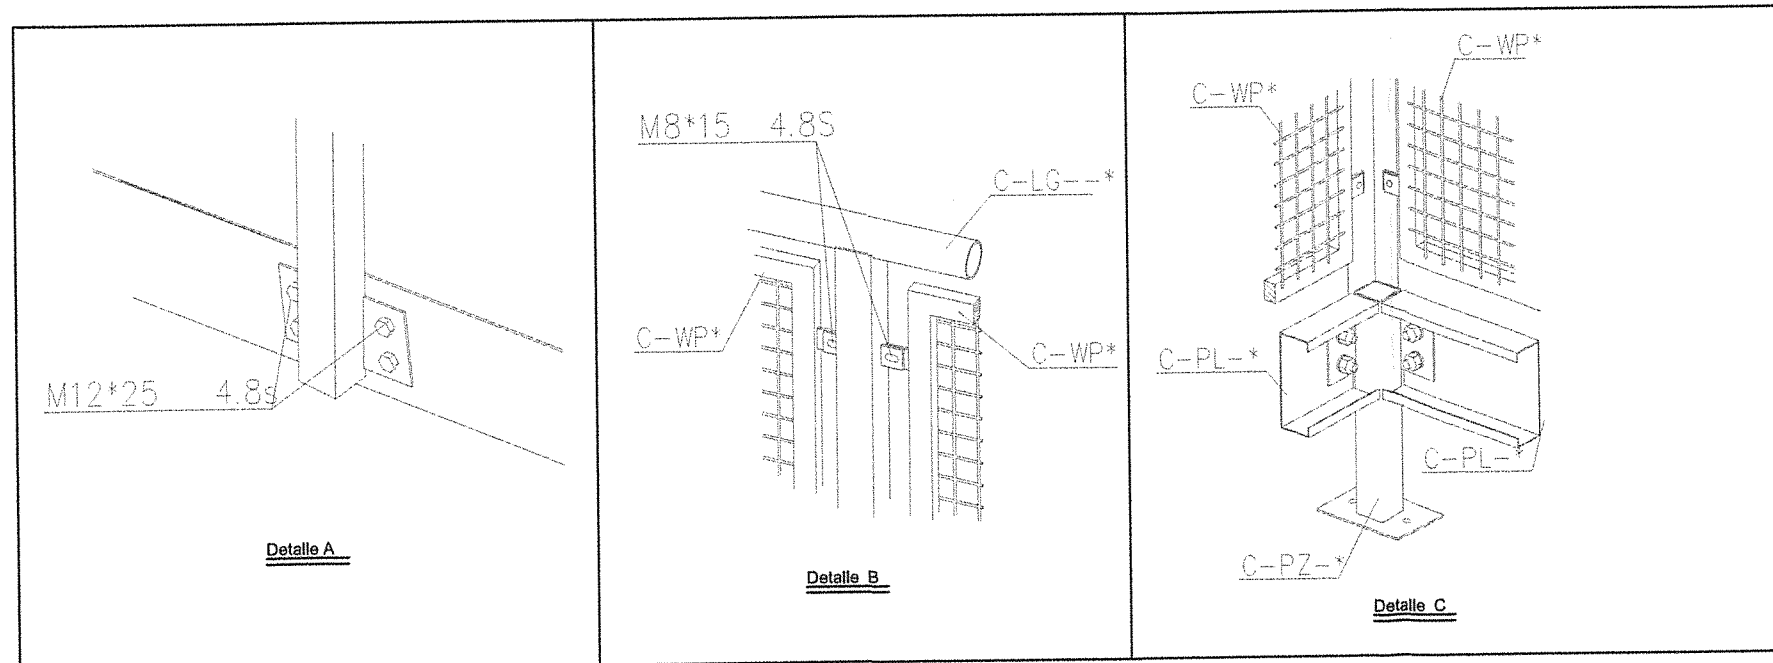 M12*25 4.8s
Detalle A
M8*15 4.8S
C-LG--*
C-WP*
C-WP*
Detalle B
C-WP*
C-WP*
C-PL-*
C-PL-*
C-PZ-*
Detalle C